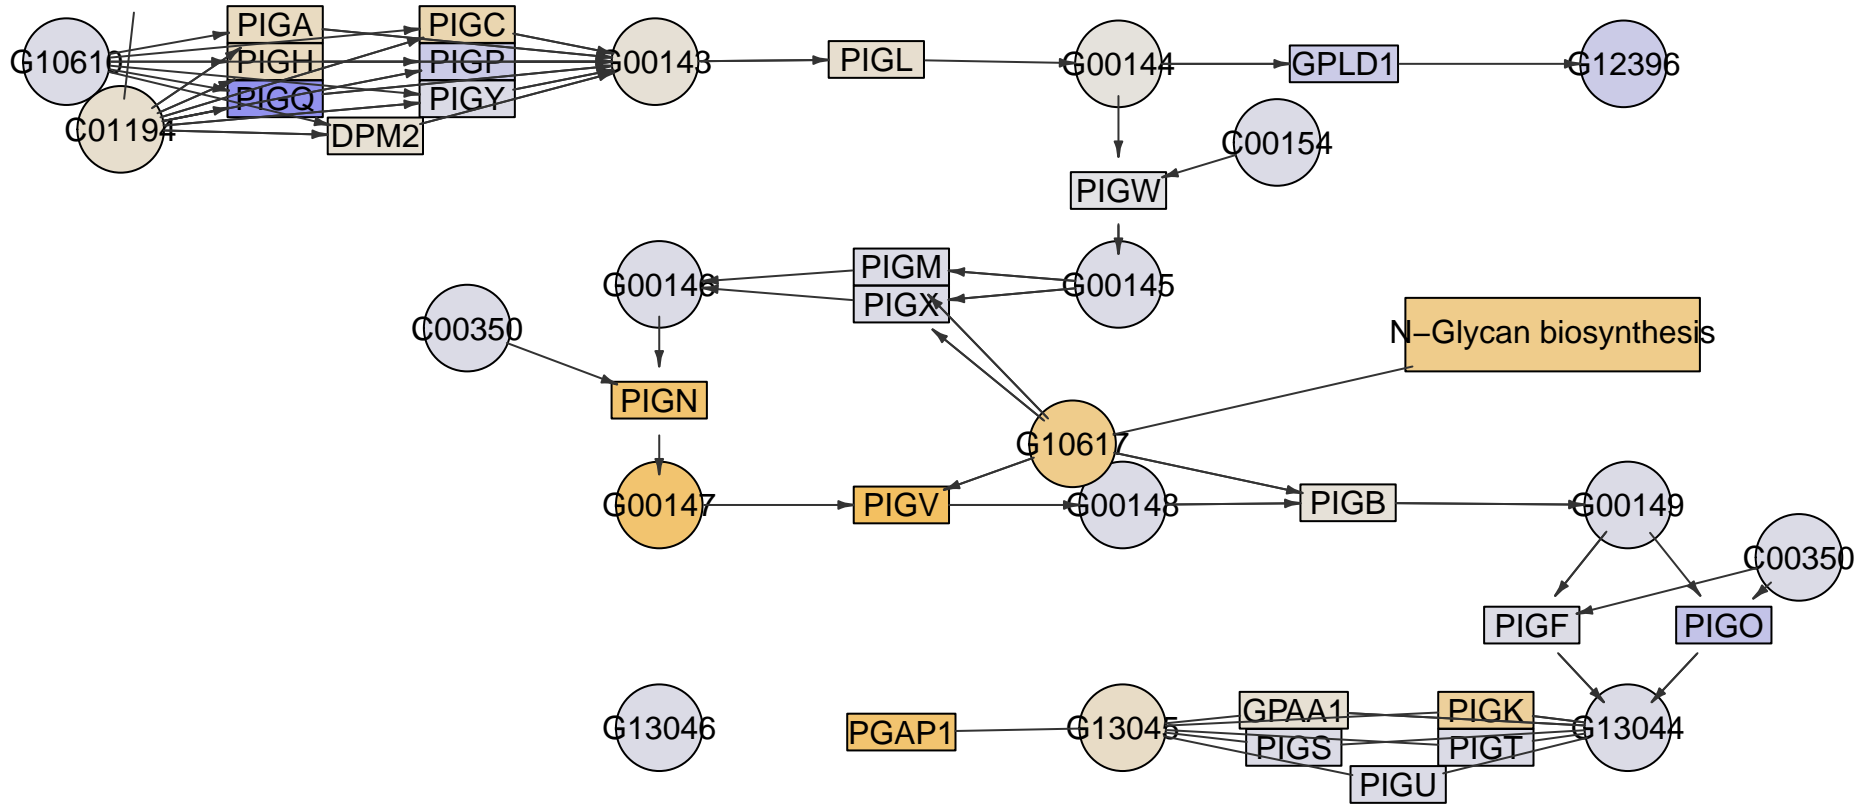 PIGA
PIGC
G10619
PIGH
PIGP
G00143
PIGL
G00144
GPLD1
G12396
PIGQ
PIGY
C01194
DPM2
C00154
PIGW
PIGM
G00146
G00145
PIGX
C00350
N−Glycan biosynthesis
PIGN
G10617
G00147
PIGV
G00148
PIGB
G00149
C00350
PIGF
PIGO
GPAA1
PIGK
G13046
PGAP1
G13045
G13044
PIGS
PIGT
PIGU